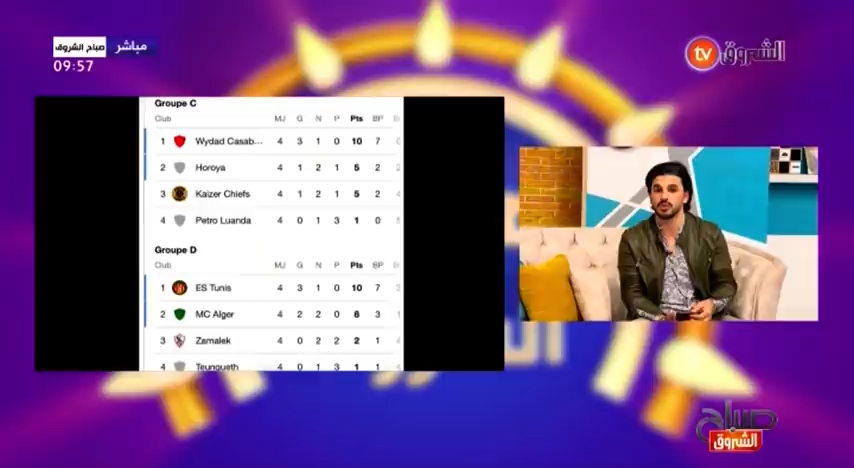 صباح الشروق مباشر
09:57
الشروق tv
Groupe C
Club MJ G N P Pts BP
1 Wydad Casab... 4 3 1 0 10 7
2 Horoya 4 1 2 1 5 2
3 Kaizer Chiefs 4 1 2 1 5 2
4 Petro Luanda 4 0 1 3 1 0
Groupe D
Club MJ G N P Pts BP
1 ES Tunis 4 3 1 0 10 7
2 MC Alger 4 2 2 0 8 3
3 Zamalek 4 0 2 2 2 1
4 Teungueth 4 0 1 3 1 1
صباح
الشروق